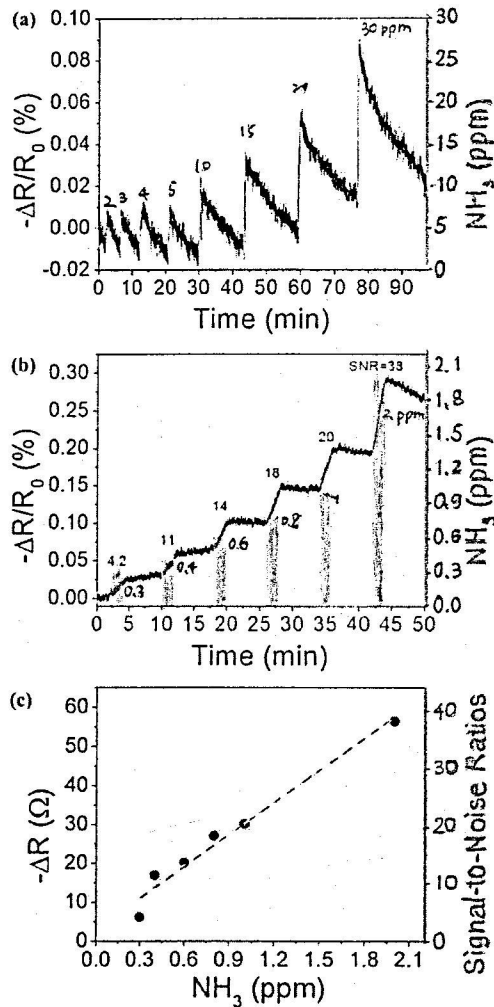 (a)
0.10
0.08
0.06
0.04
0.02
0.00
-0.02
-ΔR/R₀ (%)
2 3 4 5 10 15 21 30 ppm
30
25
20
15
10
5
0
NH₃ (ppm)
0 10 20 30 40 50 60 70 80 90
Time (min)
(b)
0.30
0.25
0.20
0.15
0.10
0.05
0.00
-ΔR/R₀ (%)
4.2 11 14 18 20 SNR=38
0.3 0.4 0.6 0.8 1 2 ppm
2.1
1.8
1.5
1.2
0.9
0.6
0.3
0.0
NH₃ (ppm)
0 5 10 15 20 25 30 35 40 45 50
Time (min)
(c)
60
50
40
30
20
10
0
-ΔR (Ω)
40
30
20
10
0
Signal-to-Noise Ratios
0.0 0.3 0.6 0.9 1.2 1.5 1.8 2.1
NH₃ (ppm)